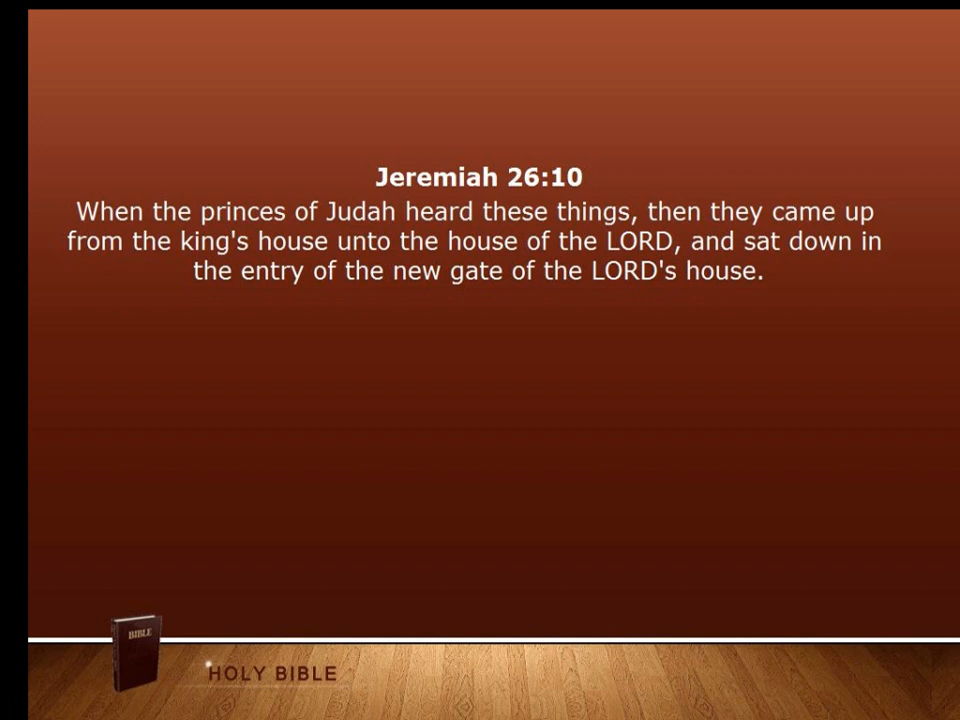 Jeremiah 26:10
When the princes of Judah heard these things, then they came up
from the king's house unto the house of the LORD, and sat down in
the entry of the new gate of the LORD's house.
BIBLE
HOLY BIBLE